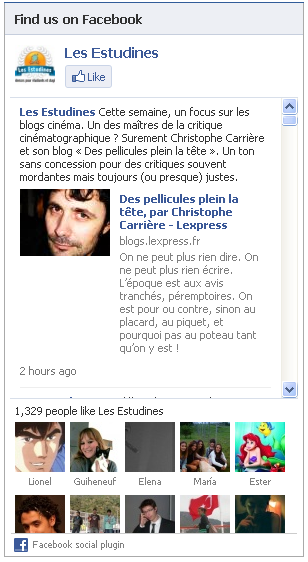 Find us on Facebook
Les Estudines
Like
Les Estudines Cette semaine, un focus sur les
blogs cinéma. Un des maîtres de la critique
cinématographique ? Surement Christophe Carrière
et son blog « Des pellicules plein la tête ». Un ton
sans concession pour des critiques souvent
mordantes mais toujours (ou presque) justes.
Des pellicules plein la
tête, par Christophe
Carrière - Lexpress
blogs.lexpress.fr
On ne peut plus rien dire. On
ne peut plus rien écrire.
L'époque est aux avis
tranchés, péremptoires. On
est pour ou contre, sinon au
placard, au piquet, et
pourquoi pas au poteau tant
qu'on y est !
2 hours ago
1,329 people like Les Estudines
Lionel Guiheneuf Elena María Ester
Facebook social plugin